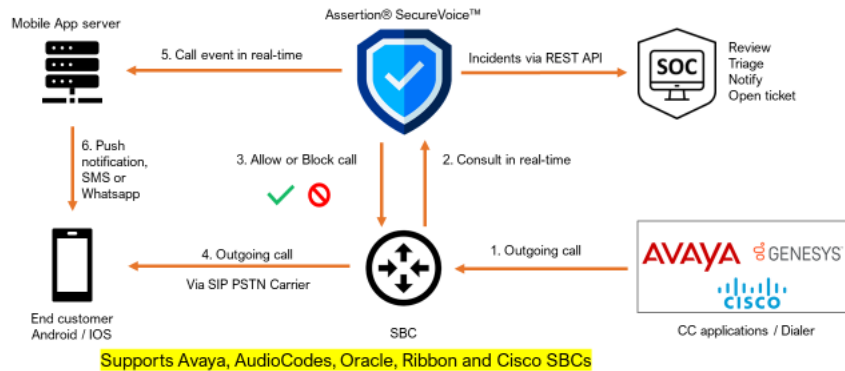 Assertion® SecureVoice™
Mobile App server
5. Call event in real-time
Incidents via REST API
SOC
Review
Triage
Notify
Open ticket
6. Push
notification,
SMS or
Whatsapp
3. Allow or Block call
2. Consult in real-time
4. Outgoing call
Via SIP PSTN Carrier
1. Outgoing call
AVAYA
GENESYS
CISCO
End customer
Android / IOS
SBC
CC applications / Dialer
Supports Avaya, AudioCodes, Oracle, Ribbon and Cisco SBCs